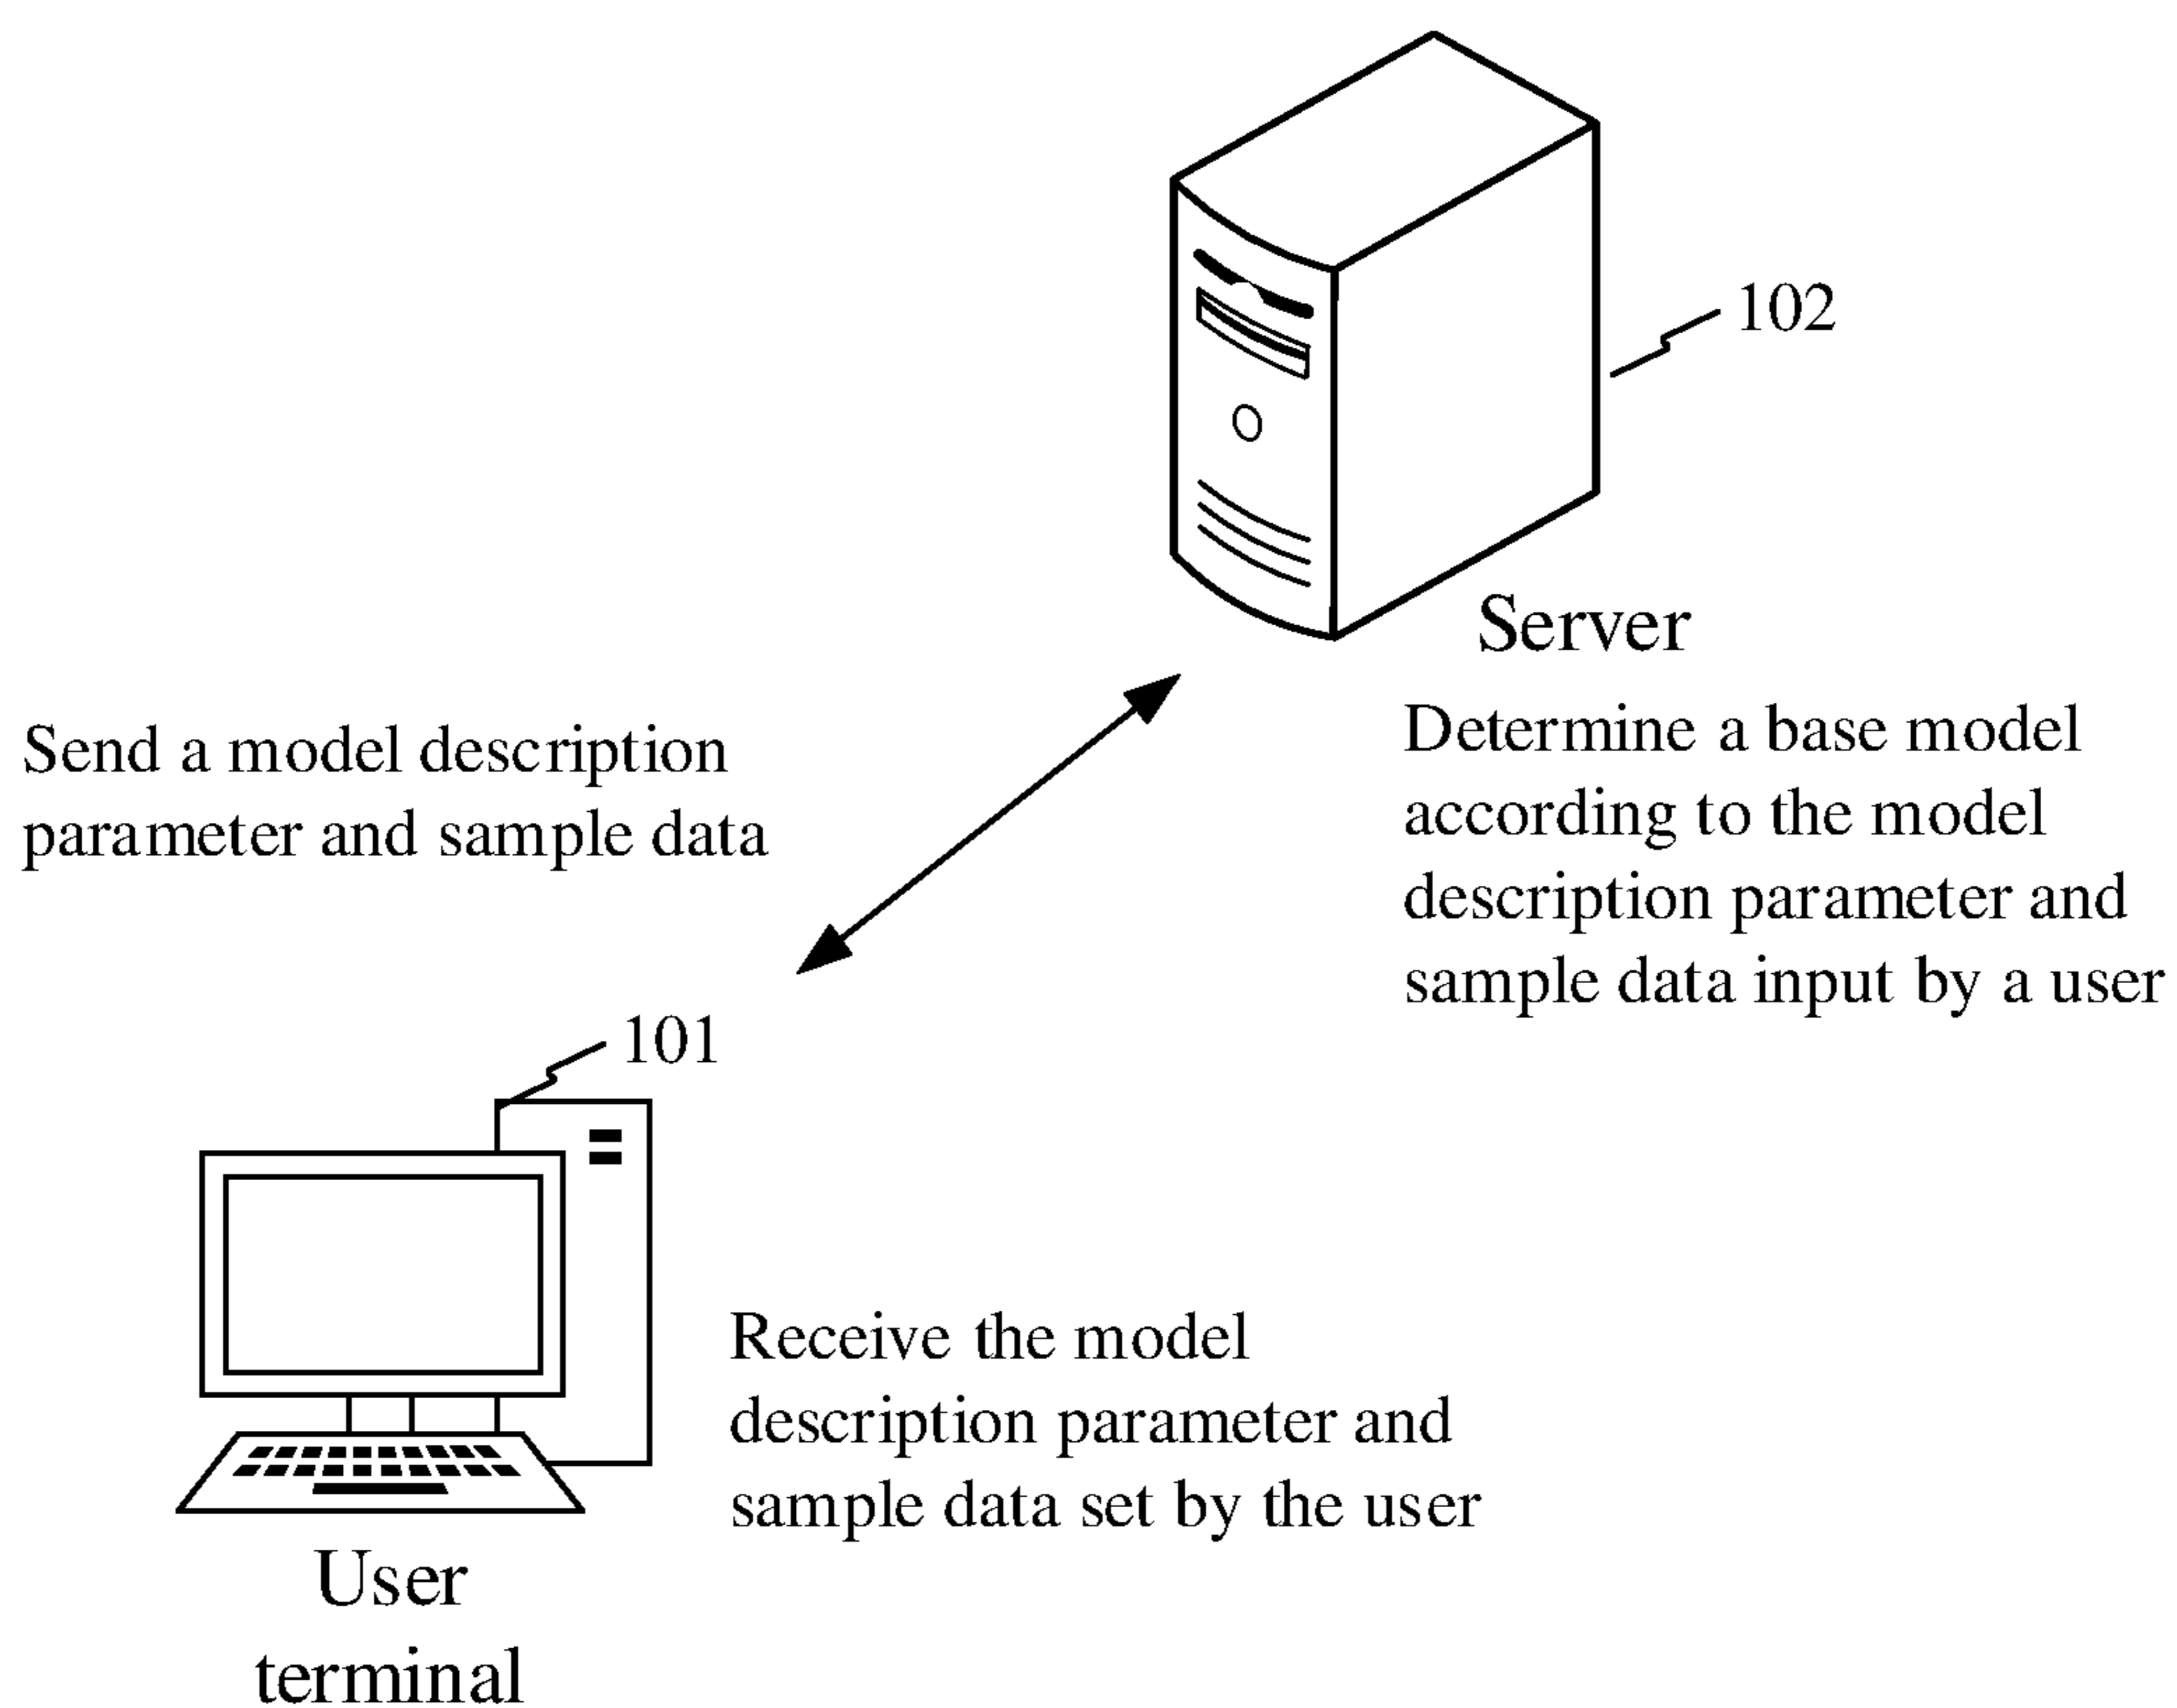 102
Server
Send a model description
parameter and sample data
Determine a base model
according to the model
description parameter and
sample data input by a user
101
Receive the model
description parameter and
sample data set by the user
User
terminal